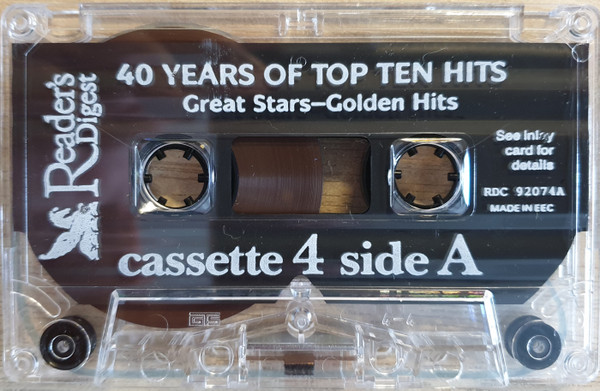 Reader's
Digest
40 YEARS OF TOP TEN HITS
Great Stars–Golden Hits
See inlay
card for
details
RDC 92074A
MADE IN EEC
cassette 4 side A